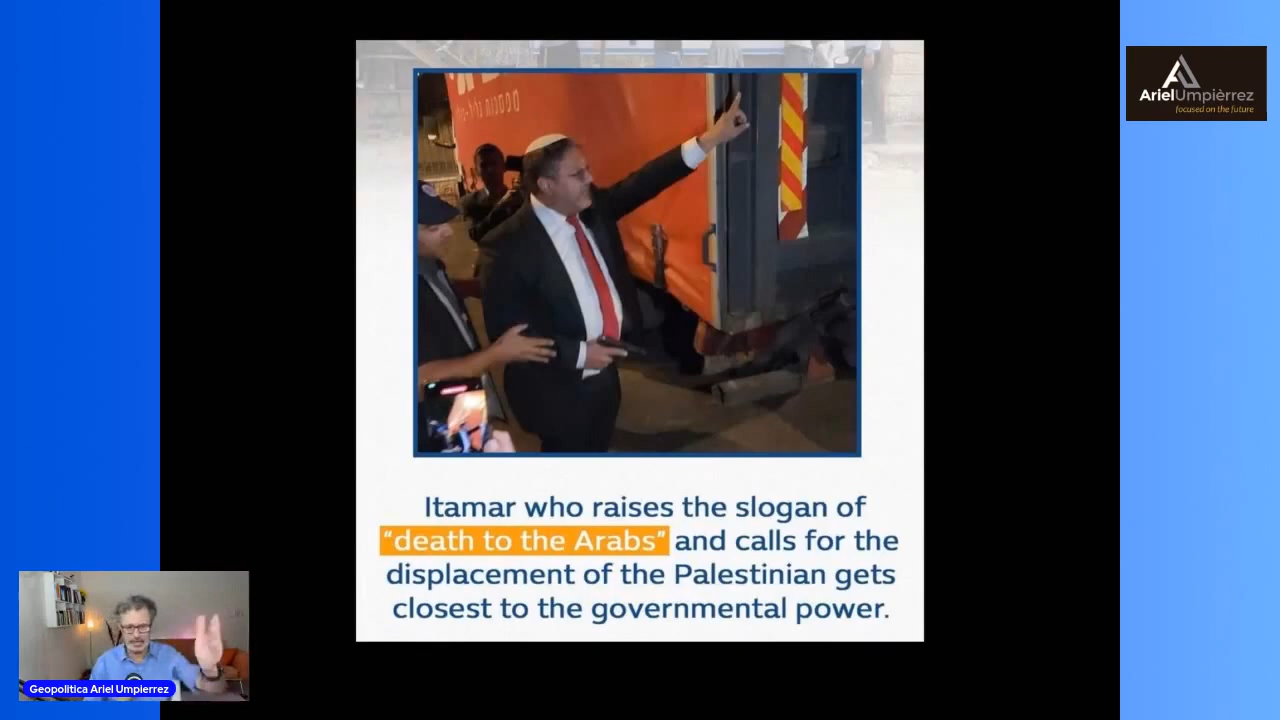 ArielUmpièrrez
focused on the future
Itamar who raises the slogan of
“death to the Arabs” and calls for the
displacement of the Palestinian gets
closest to the governmental power.
Geopolitica Ariel Umpierrez